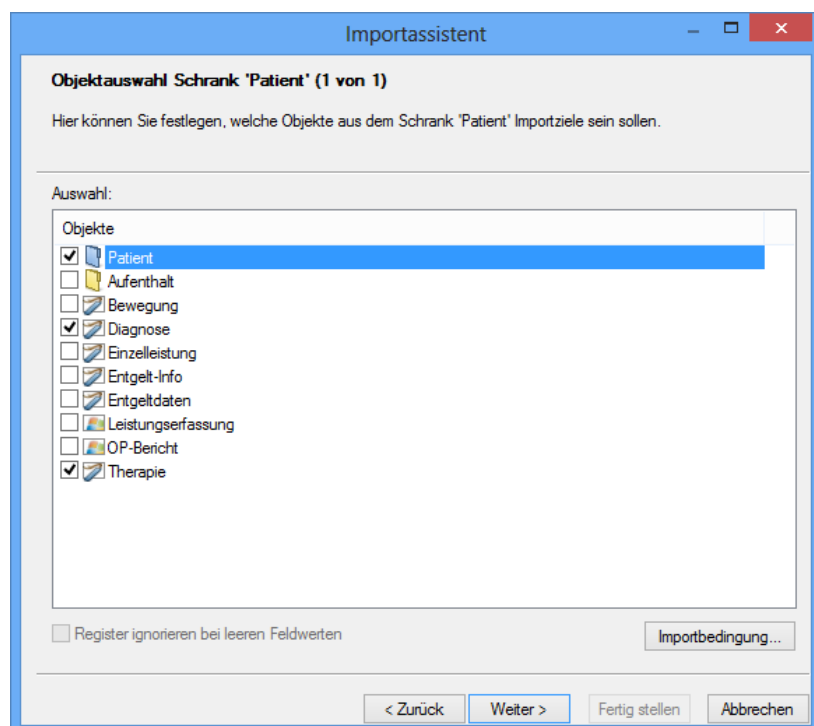 Importassistent
Objektauswahl Schrank 'Patient' (1 von 1)
Hier können Sie festlegen, welche Objekte aus dem Schrank 'Patient' Importziele sein sollen.
Auswahl:
Objekte
Patient
Aufenthalt
Bewegung
Diagnose
Einzelleistung
Entgelt-Info
Entgeltdaten
Leistungserfassung
OP-Bericht
Therapie
Register ignorieren bei leeren Feldwerten
Importbedingung...
< Zurück Weiter > Fertig stellen Abbrechen